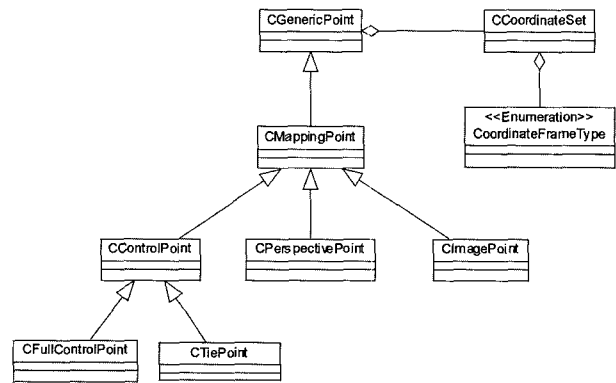 CGenericPoint
CCoordinateSet
<<Enumeration>>
CoordinateFrameType
CMappingPoint
CControlPoint
CPerspectivePoint
CImagePoint
CFullControlPoint
CTiePoint